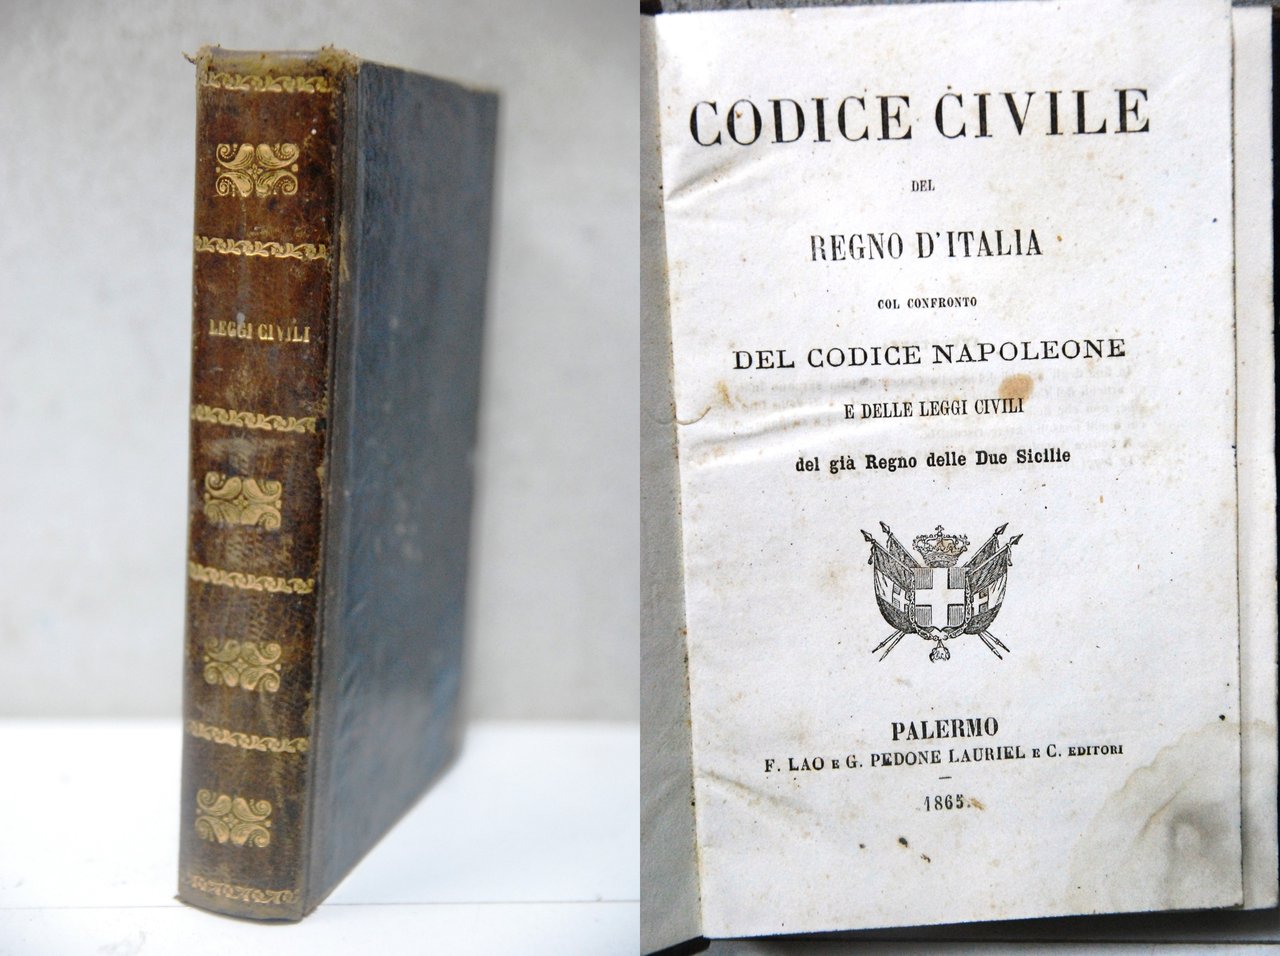 LEGGI CIVILI
CODICE CIVILE
DEL
REGNO D'ITALIA
COL CONFRONTO
DEL CODICE NAPOLEONE
E DELLE LEGGI CIVILI
del già Regno delle Due Sicilie
PALERMO
F. LAO E G. PEDONE LAURIEL E C. EDITORI
1865.